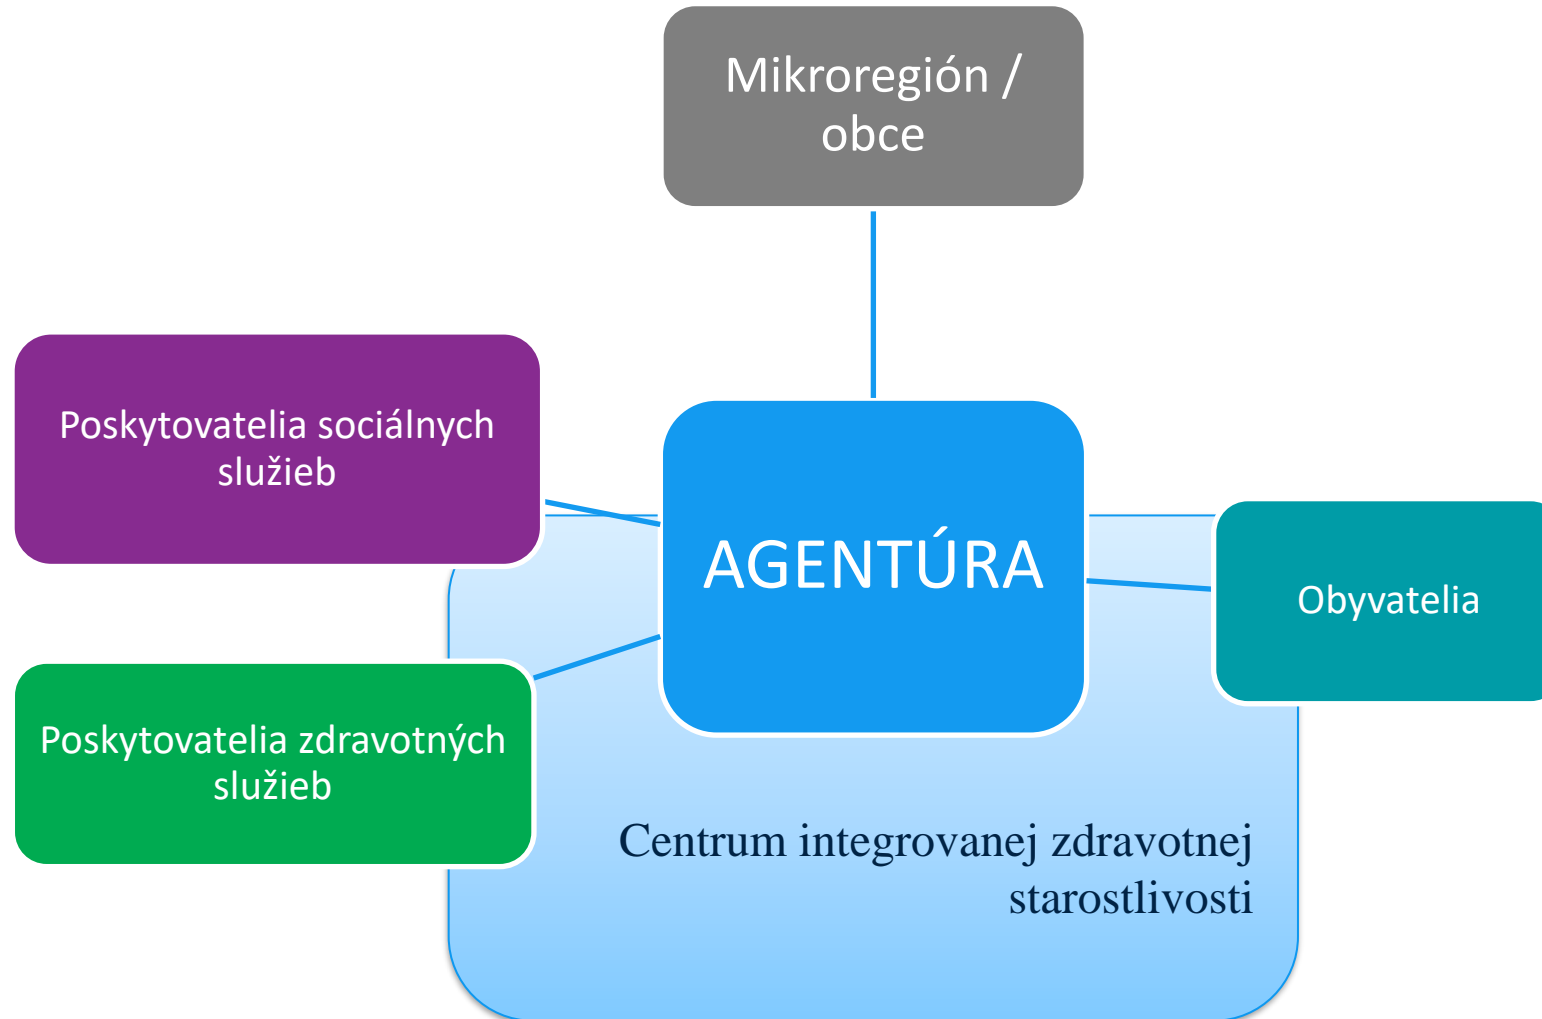 Mikroregión /
obce
Poskytovatelia sociálnych
služieb
AGENTÚRA
Obyvatelia
Poskytovatelia zdravotných
služieb
Centrum integrovanej zdravotnej
starostlivosti